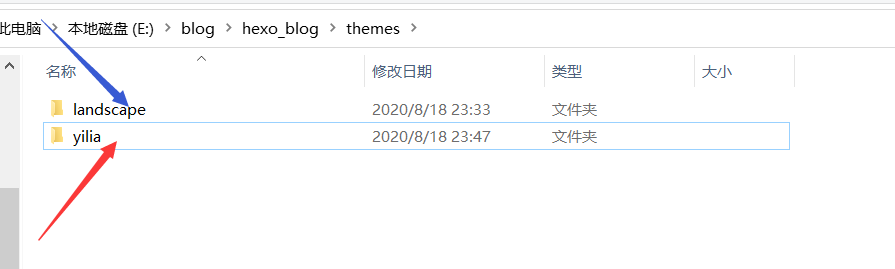 此电脑 > 本地磁盘 (E:) > blog > hexo_blog > themes >
名称 修改日期 类型 大小
landscape 2020/8/18 23:33 文件夹
yilia 2020/8/18 23:47 文件夹